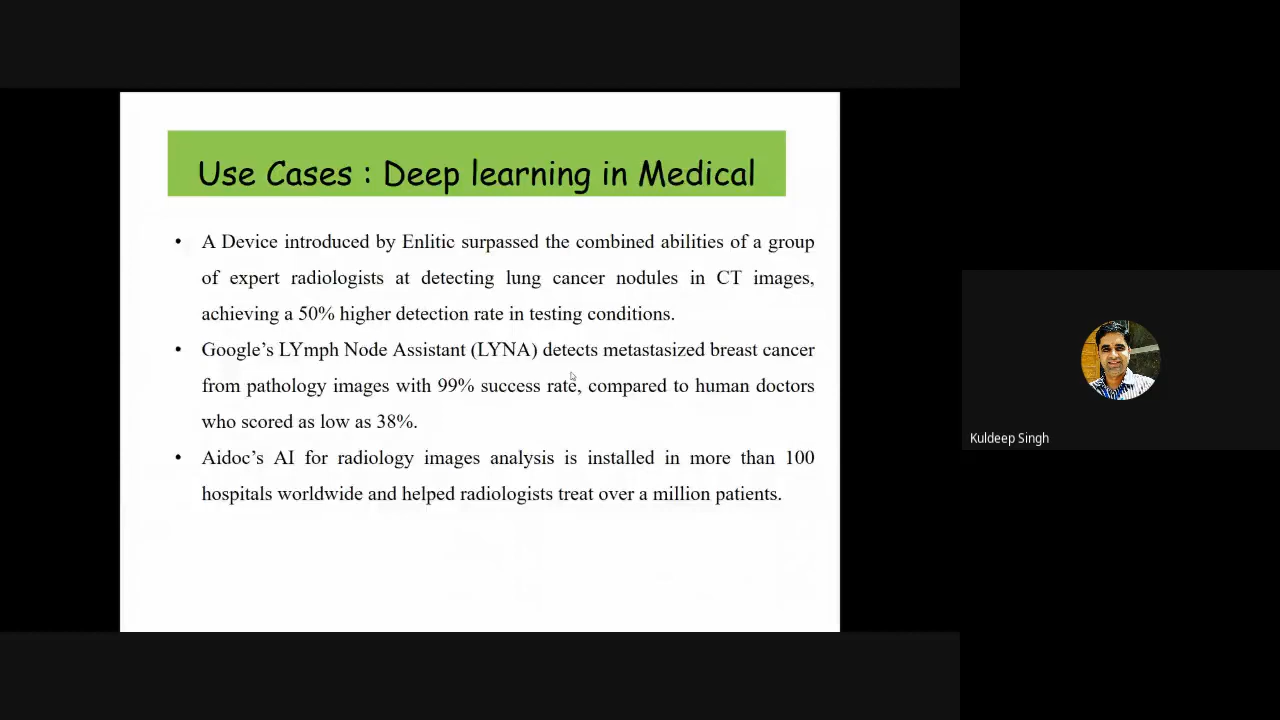 Use Cases : Deep learning in Medical
• A Device introduced by Enlitic surpassed the combined abilities of a group
of expert radiologists at detecting lung cancer nodules in CT images,
achieving a 50% higher detection rate in testing conditions.
• Google’s LYmph Node Assistant (LYNA) detects metastasized breast cancer
from pathology images with 99% success rate, compared to human doctors
who scored as low as 38%.
• Aidoc’s AI for radiology images analysis is installed in more than 100
hospitals worldwide and helped radiologists treat over a million patients.
Kuldeep Singh